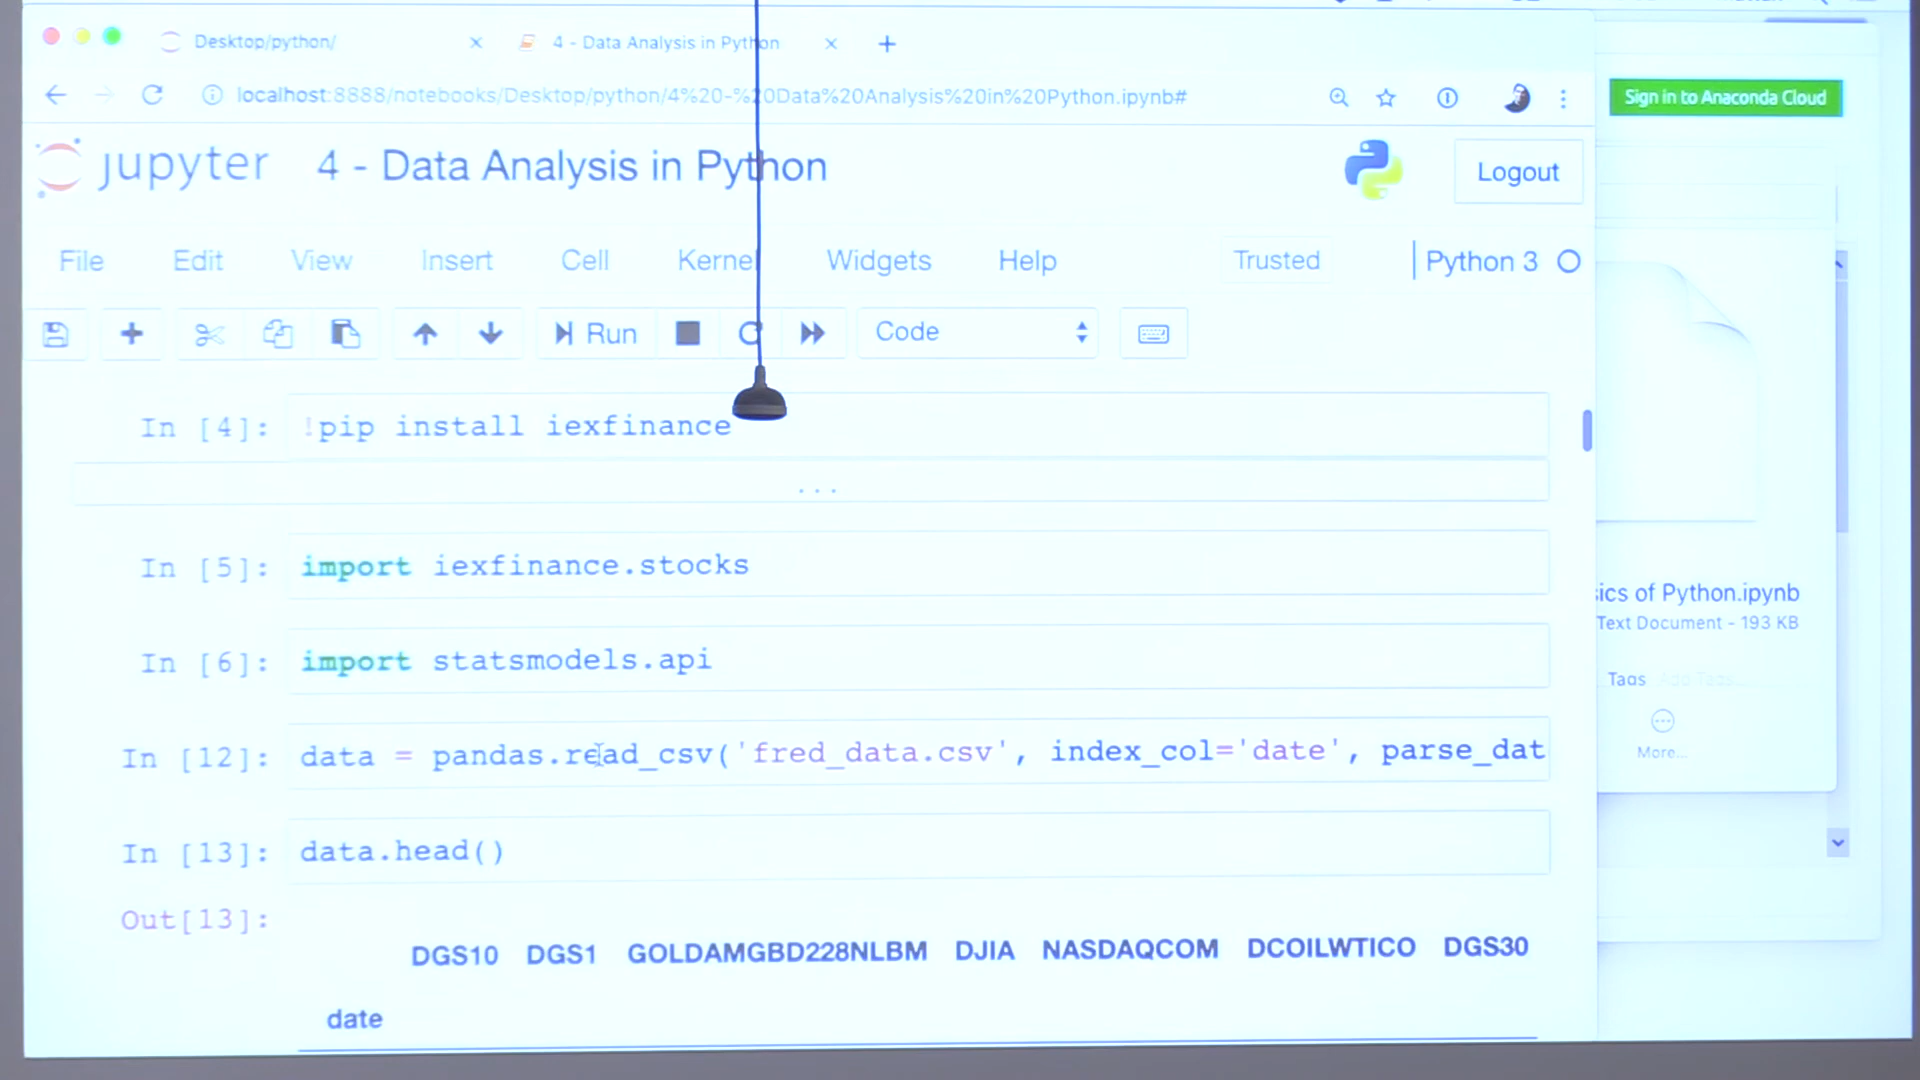 Desktop/python/ 4 - Data Analysis in Python
localhost:8888/notebooks/Desktop/python/4%20-%20Data%20Analysis%20in%20Python.ipynb#
Sign in to Anaconda Cloud
jupyter 4 - Data Analysis in Python Logout
File Edit View Insert Cell Kernel Widgets Help Trusted Python 3
Run Code
In [4]: !pip install iexfinance
...
In [5]: import iexfinance.stocks
In [6]: import statsmodels.api
In [12]: data = pandas.read_csv('fred_data.csv', index_col='date', parse_dat
In [13]: data.head()
Out[13]:
DGS10 DGS1 GOLDAMGBD228NLBM DJIA NASDAQCOM DCOILWTICO DGS30
date
sics of Python.ipynb
Text Document - 193 KB
Tags Add Tags...
More...